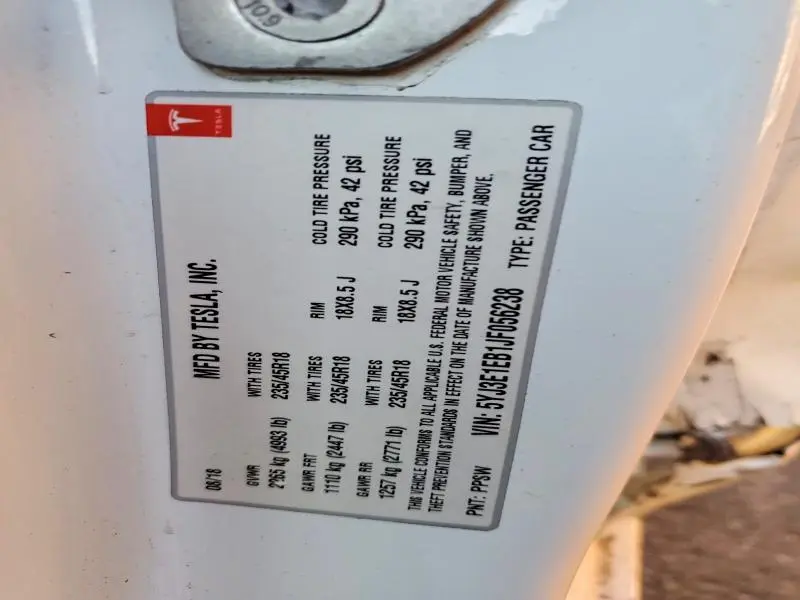 10.9
TESLA
MFD BY TESLA, INC.
08/18
GVWR WITH TIRES
2265 kg (4993 lb) 235/45R18
GAWR FRT WITH TIRES RIM COLD TIRE PRESSURE
1110 kg (2447 lb) 235/45R18 18X8.5 J 290 kPa, 42 psi
GAWR RR WITH TIRES RIM COLD TIRE PRESSURE
1257 kg (2771 lb) 235/45R18 18X8.5 J 290 kPa, 42 psi
THIS VEHICLE CONFORMS TO ALL APPLICABLE U.S. FEDERAL MOTOR VEHICLE SAFETY, BUMPER, AND
THEFT PREVENTION STANDARDS IN EFFECT ON THE DATE OF MANUFACTURE SHOWN ABOVE.
PNT: PPSW VIN: 5YJ3E1EB1JF056238 TYPE: PASSENGER CAR